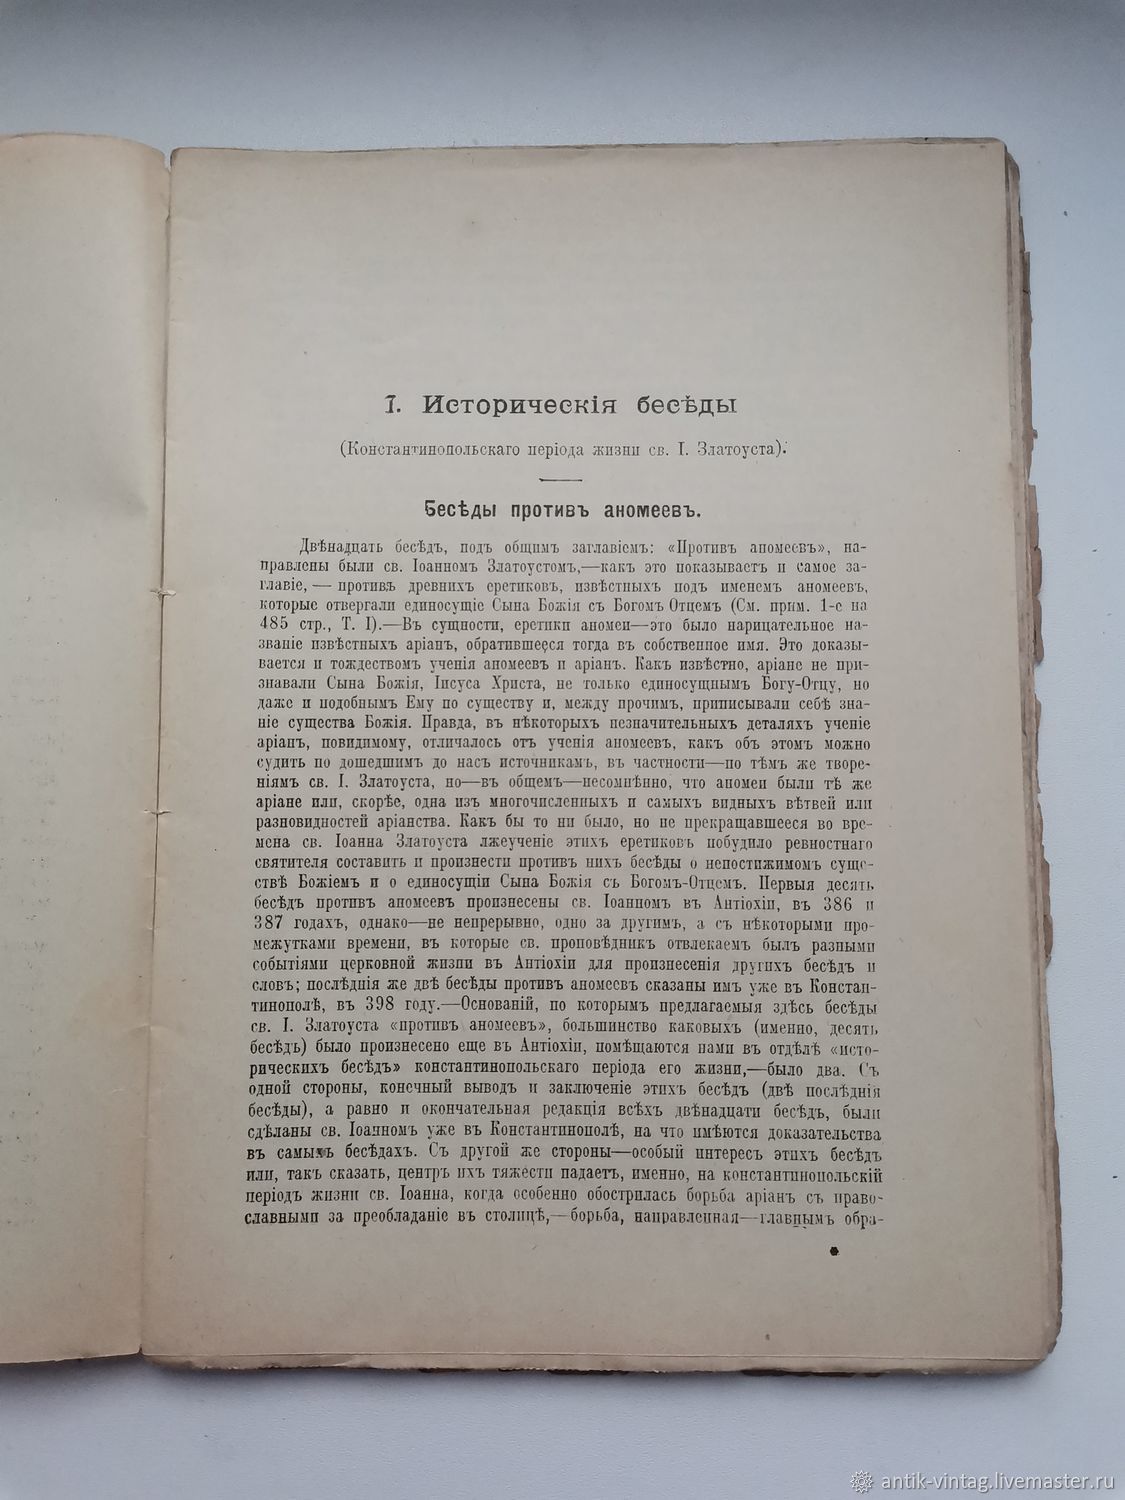 I. Историческія бесѣды
(Константинопольскаго періода жизни св. І. Златоуста).
Бесѣды противъ аномеевъ.
Двѣнадцать бесѣдъ, подъ общимъ заглавіемъ: «Противъ аномеевъ», на-
правлены были св. Іоанномъ Златоустомъ,—какъ это показываетъ и самое за-
главіе, — противъ древнихъ еретиковъ, извѣстныхъ подъ именемъ аномеевъ,
которые отвергали единосущіе Сына Божія съ Богомъ Отцемъ (См. прим. 1-е на
485 стр., Т. I).—Въ сущности, еретики аномеи—это было нарицательное на-
званіе извѣстныхъ аріанъ, обратившееся тогда въ собственное имя. Это доказы-
вается и тождествомъ ученія аномеевъ и аріанъ. Какъ извѣстно, аріане не при-
знавали Сына Божія, Іисуса Христа, не только единосущнымъ Богу-Отцу, но
даже и подобнымъ Ему по существу и, между прочимъ, приписывали себѣ зна-
ніе существа Божія. Правда, въ нѣкоторыхъ незначительныхъ деталяхъ ученіе
аріанъ, повидимому, отличалось отъ ученія аномеевъ, какъ объ этомъ можно
судить по дошедшимъ до насъ источникамъ, въ частности—по тѣмъ же творе-
ніямъ св. І. Златоуста, но—въ общемъ—несомнѣнно, что аномеи были тѣ же
аріане или, скорѣе, одна изъ многочисленныхъ и самыхъ видныхъ вѣтвей или
разновидностей аріанства. Какъ бы то ни было, но не прекращавшееся во вре-
мена св. Іоанна Златоуста лжеученіе этихъ еретиковъ побудило ревностнаго
святителя составить и произнести противъ нихъ бесѣды о непостижимомъ суще-
ствѣ Божіемъ и о единосущіи Сына Божія съ Богомъ-Отцемъ. Первыя десять
бесѣдъ противъ аномеевъ произнесены св. Іоанномъ въ Антіохіи, въ 386 и
387 годахъ, однако—не непрерывно, одно за другимъ, а съ нѣкоторыми про-
межутками времени, въ которые св. проповѣдникъ отвлекаемъ былъ разными
событіями церковной жизни въ Антіохіи для произнесенія другихъ бесѣдъ и
словъ; послѣднія же двѣ бесѣды противъ аномеевъ сказаны имъ уже въ Констан-
тинополѣ, въ 398 году.—Основаній, по которымъ предлагаемыя здѣсь бесѣды
св. І. Златоуста «противъ аномеевъ», большинство каковыхъ (именно, десять
бесѣдъ) было произнесено еще въ Антіохіи, помѣщаются нами въ отдѣлѣ «исто-
рическихъ бесѣдъ» константинопольскаго періода его жизни,—было два. Съ
одной стороны, конечный выводъ и заключеніе этихъ бесѣдъ (двѣ послѣднія
бесѣды), а равно и окончательная редакція всѣхъ двѣнадцати бесѣдъ, были
сдѣланы св. Іоанномъ уже въ Константинополѣ, на что имѣются доказательства
въ самыхъ бесѣдахъ. Съ другой же стороны—особый интересъ этихъ бесѣдъ
или, такъ сказать, центръ ихъ тяжести падаетъ, именно, на константинопольскій
періодъ жизни св. Іоанна, когда особенно обострилась борьба аріанъ съ право-
славными за преобладаніе въ столицѣ,—борьба, направленная—главнымъ обра-
antik-vintag.livemaster.ru